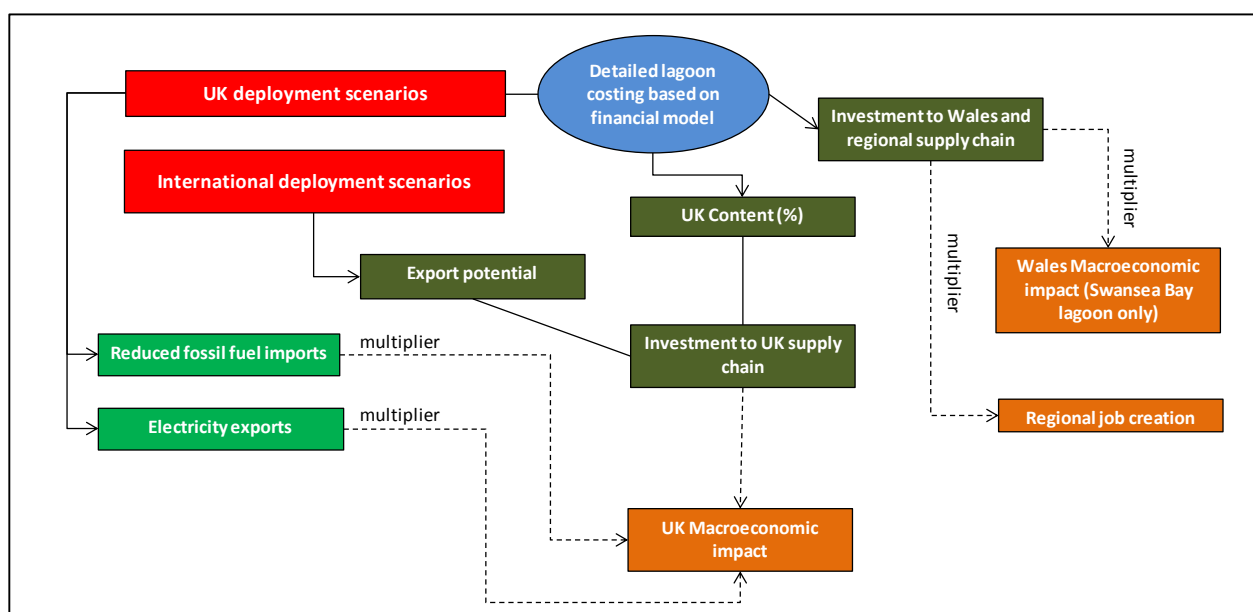 UK deployment scenarios
Detailed lagoon
costing based on
financial model
Investment to Wales and
regional supply chain
International deployment scenarios
multiplier
UK Content (%)
multiplier
Export potential
Wales Macroeconomic
impact (Swansea Bay
lagoon only)
Reduced fossil fuel imports
multiplier
Investment to UK supply
chain
Electricity exports
multiplier
Regional job creation
UK Macroeconomic
impact